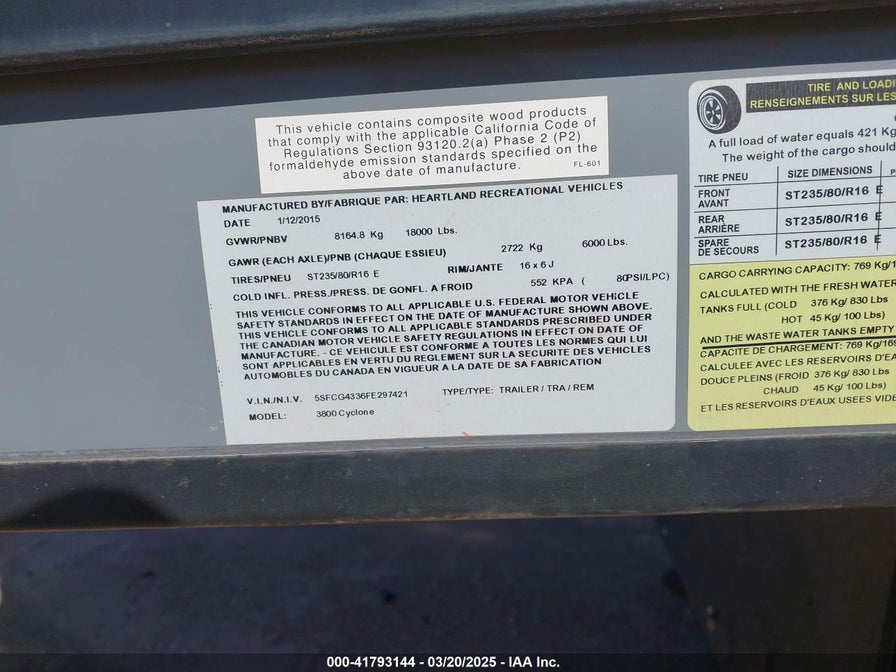 This vehicle contains composite wood products
that comply with the applicable California Code of
Regulations Section 93120.2(a) Phase 2 (P2)
formaldehyde emission standards specified on the
above date of manufacture.
FL-601
MANUFACTURED BY/FABRIQUE PAR: HEARTLAND RECREATIONAL VEHICLES
DATE 1/12/2015
GVWR/PNBV 8164.8 Kg 18000 Lbs.
GAWR (EACH AXLE)/PNB (CHAQUE ESSIEU) 2722 Kg 6000 Lbs.
TIRES/PNEU ST235/80/R16 E RIM/JANTE 16 x 6 J
COLD INFL. PRESS./PRESS. DE GONFL. A FROID 552 KPA ( 80PSI/LPC)
THIS VEHICLE CONFORMS TO ALL APPLICABLE U.S. FEDERAL MOTOR VEHICLE
SAFETY STANDARDS IN EFFECT ON THE DATE OF MANUFACTURE SHOWN ABOVE.
THIS VEHICLE CONFORMS TO ALL APPLICABLE STANDARDS PRESCRIBED UNDER
THE CANADIAN MOTOR VEHICLE SAFETY REGULATIONS IN EFFECT ON DATE OF
MANUFACTURE. - CE VEHICULE EST CONFORME A TOUTES LES NORMES QUI LUI
SONT APPLICABLES EN VERTU DU REGLEMENT SUR LA SECURITE DES VEHICLES
AUTOMOBILES DU CANADA EN VIGUEUR A LA DATE DE SA FABRICATION
V.I.N./N.I.V. 5SFCG4336FE297421 TYPE/TYPE: TRAILER / TRA / REM
MODEL: 3800 Cyclone
TIRE AND LOADI
RENSEIGNEMENTS SUR LES
A full load of water equals 421 Kg
The weight of the cargo should
TIRE PNEU SIZE DIMENSIONS
FRONT
AVANT ST235/80/R16 E
REAR
ARRIÈRE ST235/80/R16 E
SPARE
DE SECOURS ST235/80/R16 E
CARGO CARRYING CAPACITY: 769 Kg/1
CALCULATED WITH THE FRESH WATER
TANKS FULL (COLD 376 Kg/ 830 Lbs
HOT 45 Kg/ 100 Lbs)
AND THE WASTE WATER TANKS EMPTY
CAPACITE DE CHARGEMENT: 769 Kg/169
CALCULEE AVEC LES RESERVOIRS D'EA
DOUCE PLEINS (FROID 376 Kg/ 830 Lbs
CHAUD 45 Kg/ 100 Lbs)
ET LES RESERVOIRS D'EAUX USEES VIDE
000-41793144 - 03/20/2025 - IAA Inc.